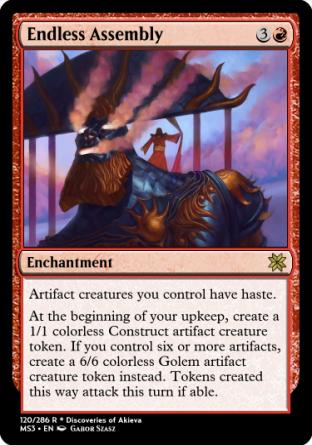 Endless Assembly 3
Enchantment
Artifact creatures you control have haste.
At the beginning of your upkeep, create a
1/1 colorless Construct artifact creature
token. If you control six or more artifacts,
create a 6/6 colorless Golem artifact
creature token instead. Tokens created
this way attack this turn if able.
120/286 R * Discoveries of Akieva
MS3 • EN Gabor Szasz